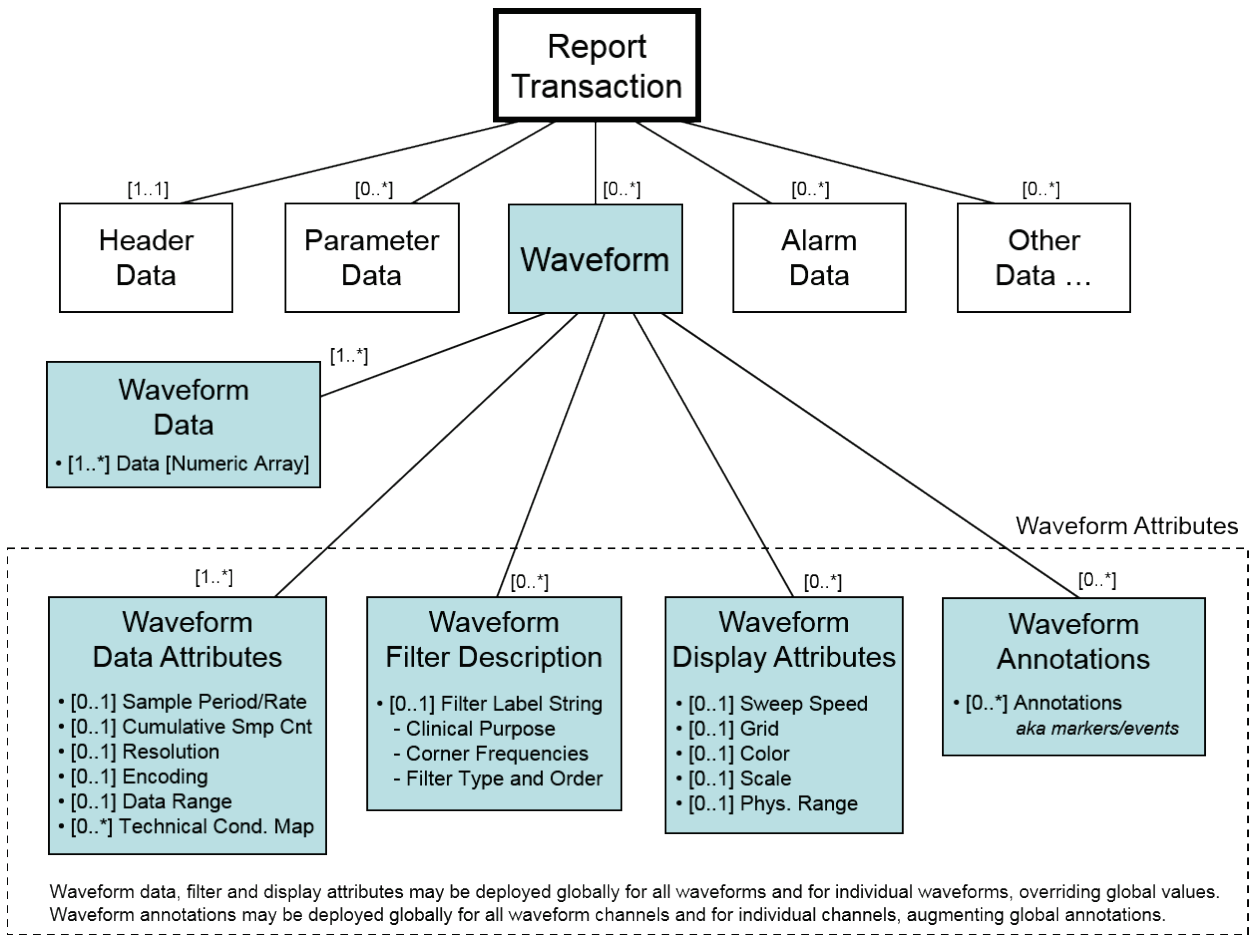 Report
Transaction
[1..1]
[0..*]
[0..*]
[0..*]
[0..*]
Header
Data
Parameter
Data
Waveform
Alarm
Data
Other
Data …
[1..*]
Waveform
Data
• [1..*] Data [Numeric Array]
Waveform Attributes
[1..*]
[0..*]
[0..*]
[0..*]
Waveform
Data Attributes
• [0..1] Sample Period/Rate
• [0..1] Cumulative Smp Cnt
• [0..1] Resolution
• [0..1] Encoding
• [0..1] Data Range
• [0..*] Technical Cond. Map
Waveform
Filter Description
• [0..1] Filter Label String
- Clinical Purpose
- Corner Frequencies
- Filter Type and Order
Waveform
Display Attributes
• [0..1] Sweep Speed
• [0..1] Grid
• [0..1] Color
• [0..1] Scale
• [0..1] Phys. Range
Waveform
Annotations
• [0..*] Annotations
aka markers/events
Waveform data, filter and display attributes may be deployed globally for all waveforms and for individual waveforms, overriding global values.
Waveform annotations may be deployed globally for all waveform channels and for individual channels, augmenting global annotations.